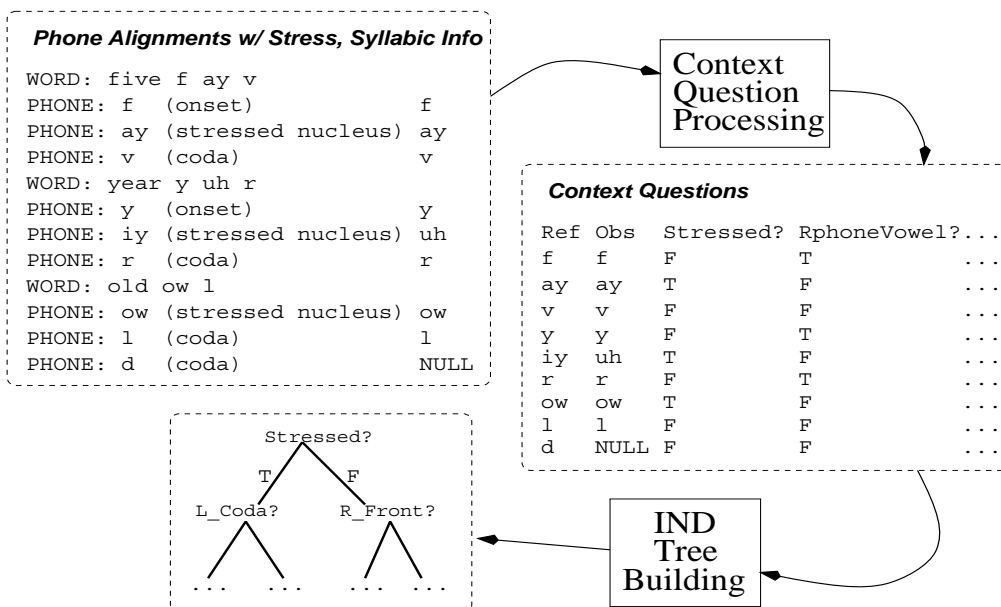 Phone Alignments w/ Stress, Syllabic Info
WORD: five f ay v
PHONE: f (onset) f
PHONE: ay (stressed nucleus) ay
PHONE: v (coda) v
WORD: year y uh r
PHONE: y (onset) y
PHONE: iy (stressed nucleus) uh
PHONE: r (coda) r
WORD: old ow l
PHONE: ow (stressed nucleus) ow
PHONE: l (coda) l
PHONE: d (coda) NULL
Context
Question
Processing
Context Questions
Ref Obs Stressed? RphoneVowel?...
f f F T ...
ay ay T F ...
v v F F ...
y y F T ...
iy uh T F ...
r r F T ...
ow ow T F ...
l l F F ...
d NULL F F ...
IND
Tree
Building
Stressed?
T F
L_Coda? R_Front?
... ... ... ...